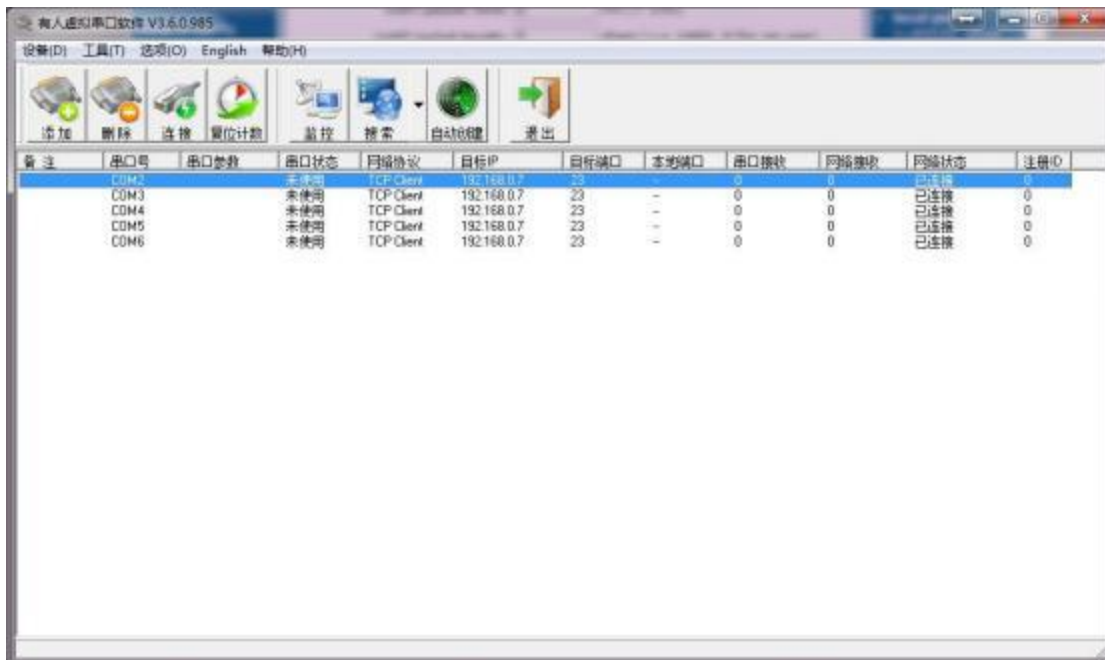 有人虚拟串口软件 V3.6.0.985
设备(D) 工具(T) 选项(O) English 帮助(H)
添加 删除 连接 复位计数 监控 搜索 自动创建 退出
备注 串口号 串口参数 串口状态 网络协议 目标IP 目标端口 本地端口 串口接收 网络接收 网络状态 注册ID
COM2 未使用 TCP Client 192.168.0.7 23 - 0 0 已连接 0
COM3 未使用 TCP Client 192.168.0.7 23 - 0 0 已连接 0
COM4 未使用 TCP Client 192.168.0.7 23 - 0 0 已连接 0
COM5 未使用 TCP Client 192.168.0.7 23 - 0 0 已连接 0
COM6 未使用 TCP Client 192.168.0.7 23 - 0 0 已连接 0